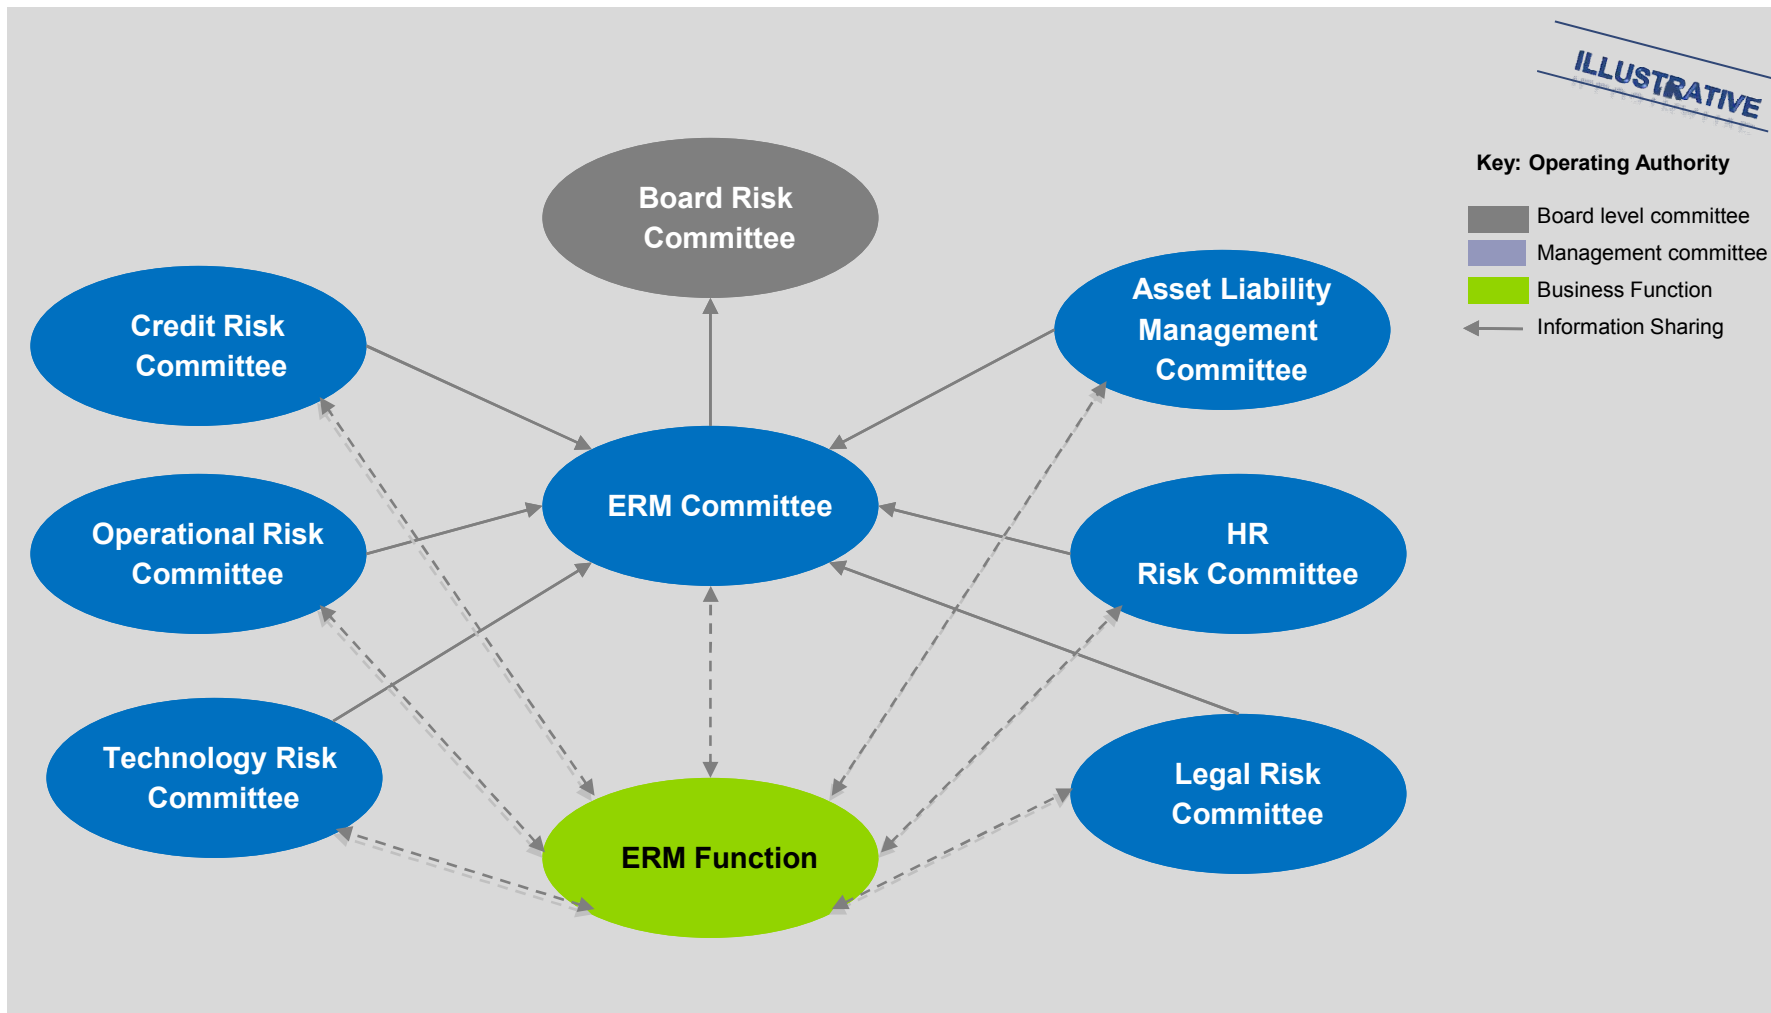 ILLUSTRATIVE
Key: Operating Authority
Board level committee
Management committee
Business Function
Information Sharing
Board Risk
Committee
Credit Risk
Committee
Asset Liability
Management
Committee
Operational Risk
Committee
ERM Committee
HR
Risk Committee
Technology Risk
Committee
ERM Function
Legal Risk
Committee